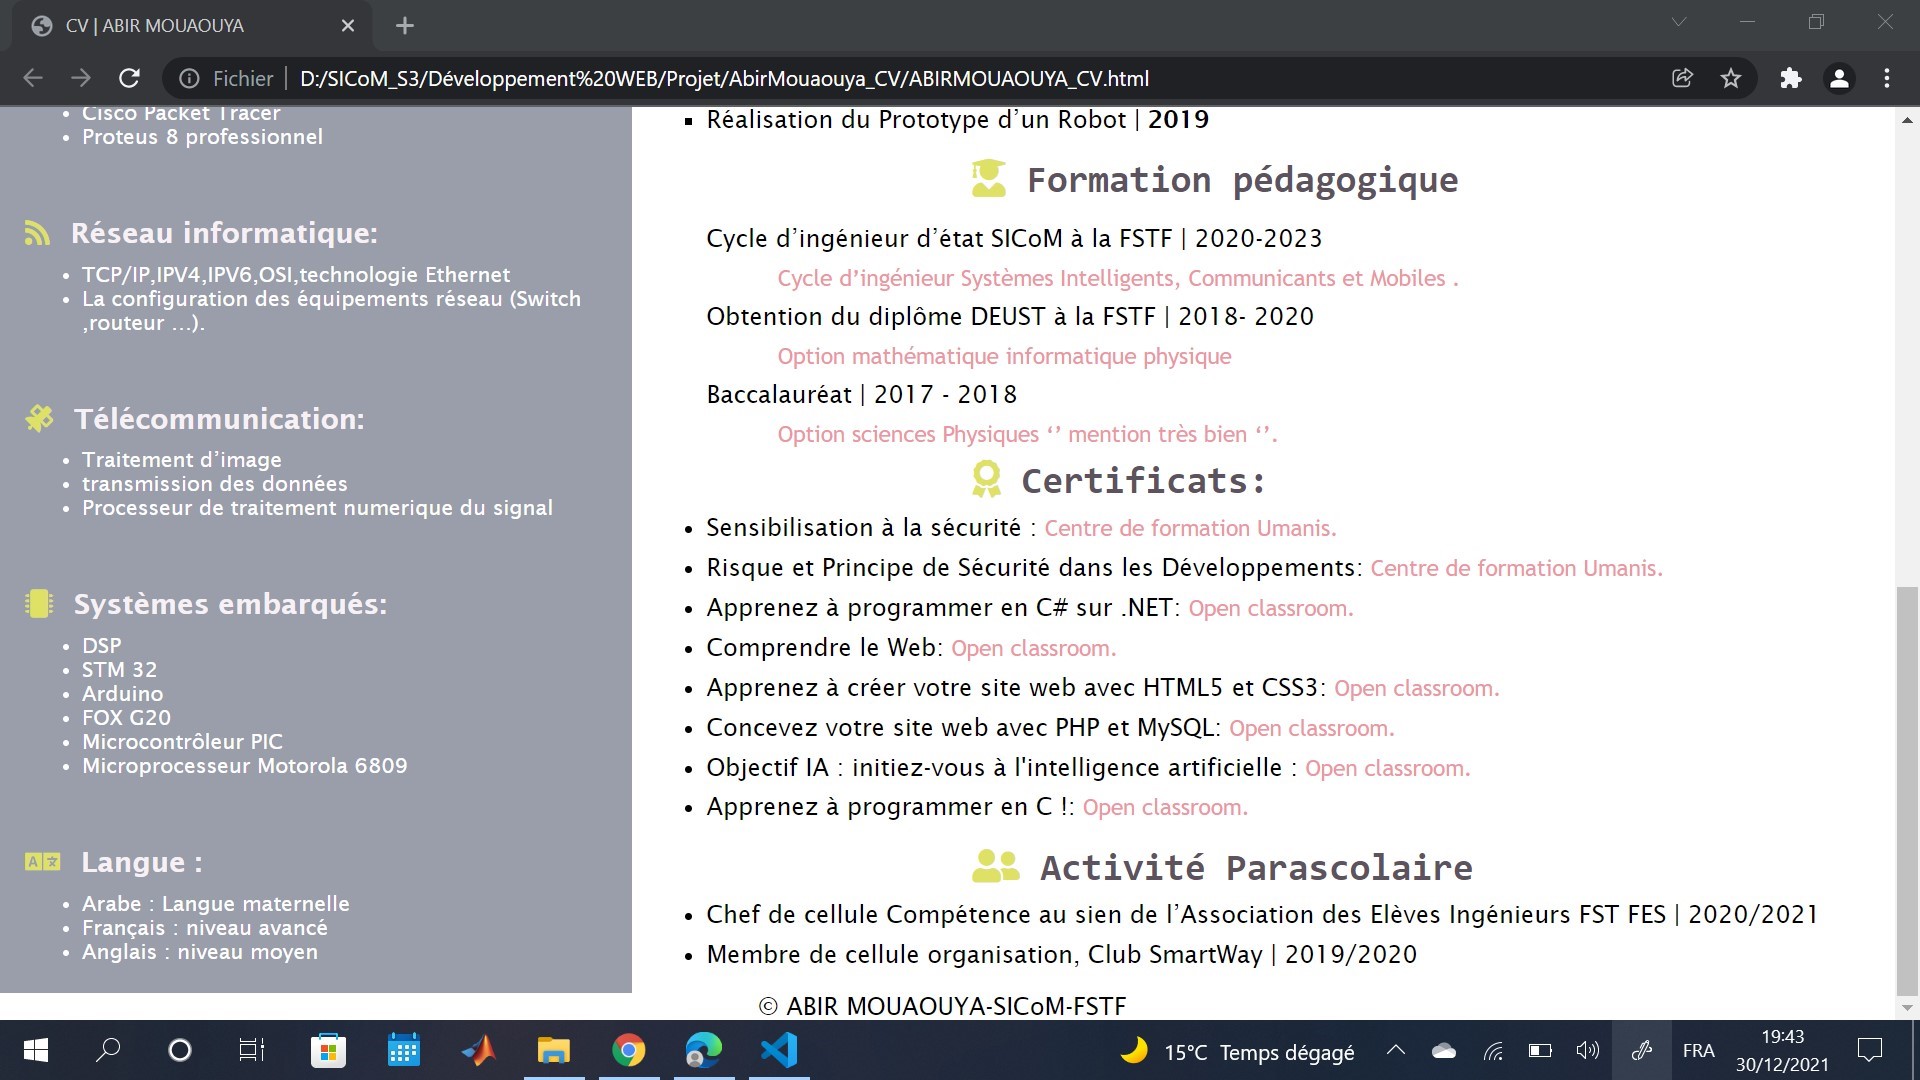 CV | ABIR MOUAOUYA
Fichier | D:/SICoM_S3/Développement%20WEB/Projet/AbirMouaouya_CV/ABIRMOUAOUYA_CV.html
Cisco Packet Tracer
Proteus 8 professionnel
Réseau informatique:
TCP/IP,IPV4,IPV6,OSI,technologie Ethernet
La configuration des équipements réseau (Switch
,routeur ...).
Télécommunication:
Traitement d’image
transmission des données
Processeur de traitement numerique du signal
Systèmes embarqués:
DSP
STM 32
Arduino
FOX G20
Microcontrôleur PIC
Microprocesseur Motorola 6809
Langue :
Arabe : Langue maternelle
Français : niveau avancé
Anglais : niveau moyen
Réalisation du Prototype d’un Robot | 2019
Formation pédagogique
Cycle d’ingénieur d’état SICoM à la FSTF | 2020-2023
Cycle d’ingénieur Systèmes Intelligents, Communicants et Mobiles .
Obtention du diplôme DEUST à la FSTF | 2018- 2020
Option mathématique informatique physique
Baccalauréat | 2017 - 2018
Option sciences Physiques ‘’ mention très bien ‘’.
Certificats:
Sensibilisation à la sécurité : Centre de formation Umanis.
Risque et Principe de Sécurité dans les Développements: Centre de formation Umanis.
Apprenez à programmer en C# sur .NET: Open classroom.
Comprendre le Web: Open classroom.
Apprenez à créer votre site web avec HTML5 et CSS3: Open classroom.
Concevez votre site web avec PHP et MySQL: Open classroom.
Objectif IA : initiez-vous à l'intelligence artificielle : Open classroom.
Apprenez à programmer en C !: Open classroom.
Activité Parascolaire
Chef de cellule Compétence au sien de l’Association des Elèves Ingénieurs FST FES | 2020/2021
Membre de cellule organisation, Club SmartWay | 2019/2020
© ABIR MOUAOUYA-SICoM-FSTF
15°C Temps dégagé
FRA
19:43
30/12/2021